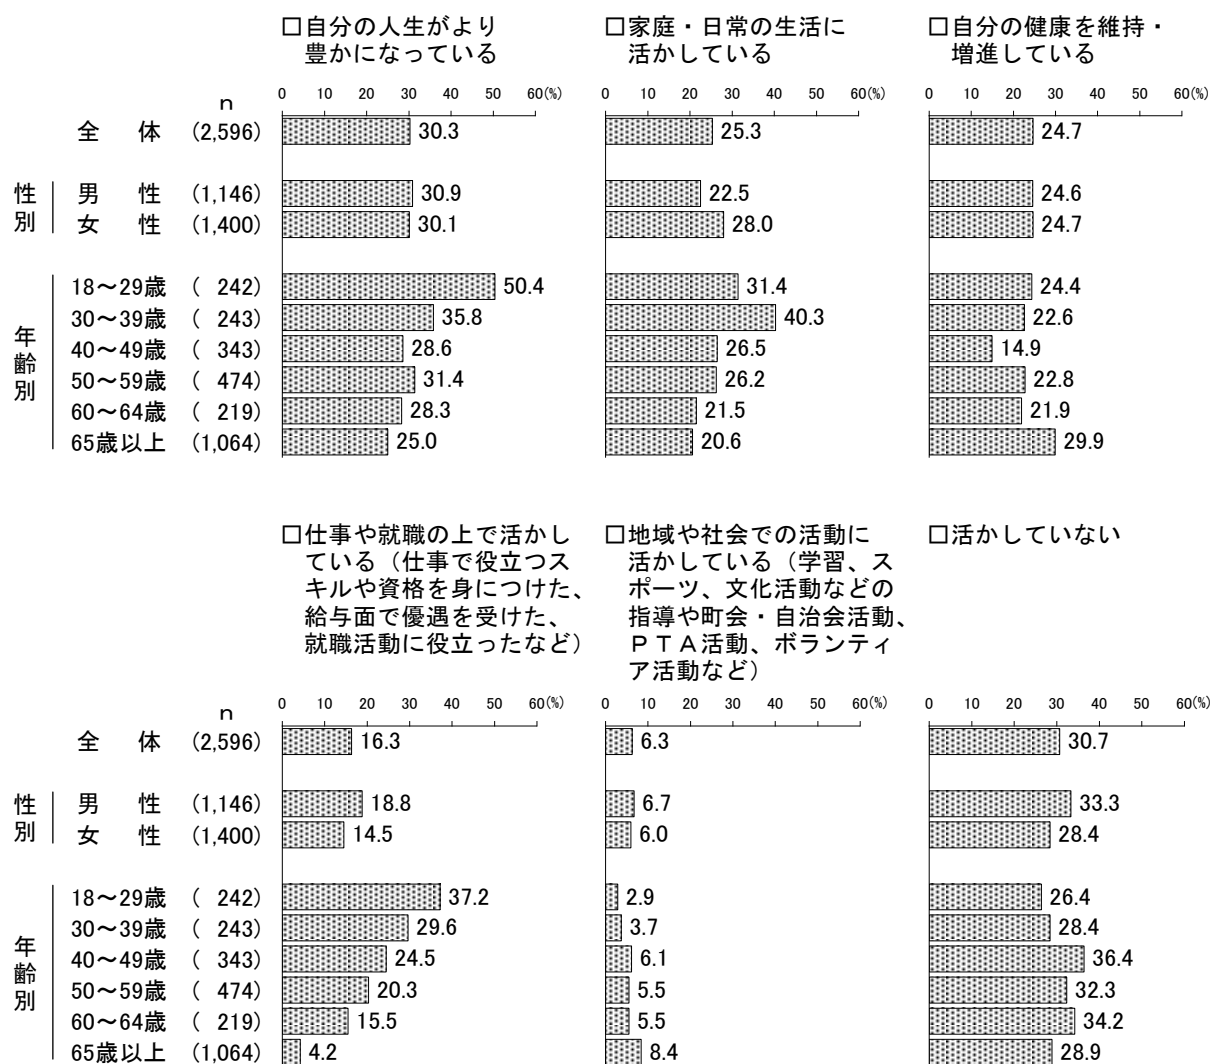 □自分の人生がより
豊かになっている
□家庭・日常の生活に
活かしている
□自分の健康を維持・
増進している
n 0 10 20 30 40 50 60(%) 0 10 20 30 40 50 60(%) 0 10 20 30 40 50 60(%)
全 体 (2,596) 30.3 25.3 24.7
性別
男 性 (1,146) 30.9 22.5 24.6
女 性 (1,400) 30.1 28.0 24.7
年齢別
18～29歳 ( 242) 50.4 31.4 24.4
30～39歳 ( 243) 35.8 40.3 22.6
40～49歳 ( 343) 28.6 26.5 14.9
50～59歳 ( 474) 31.4 26.2 22.8
60～64歳 ( 219) 28.3 21.5 21.9
65歳以上 (1,064) 25.0 20.6 29.9
□仕事や就職の上で活かし
ている（仕事で役立つス
キルや資格を身につけた、
給与面で優遇を受けた、
就職活動に役立ったなど）
□地域や社会での活動に
活かしている（学習、ス
ポーツ、文化活動などの
指導や町会・自治会活動、
ＰＴＡ活動、ボランティ
ア活動など）
□活かしていない
n 0 10 20 30 40 50 60(%) 0 10 20 30 40 50 60(%) 0 10 20 30 40 50 60(%)
全 体 (2,596) 16.3 6.3 30.7
性別
男 性 (1,146) 18.8 6.7 33.3
女 性 (1,400) 14.5 6.0 28.4
年齢別
18～29歳 ( 242) 37.2 2.9 26.4
30～39歳 ( 243) 29.6 3.7 28.4
40～49歳 ( 343) 24.5 6.1 36.4
50～59歳 ( 474) 20.3 5.5 32.3
60～64歳 ( 219) 15.5 5.5 34.2
65歳以上 (1,064) 4.2 8.4 28.9